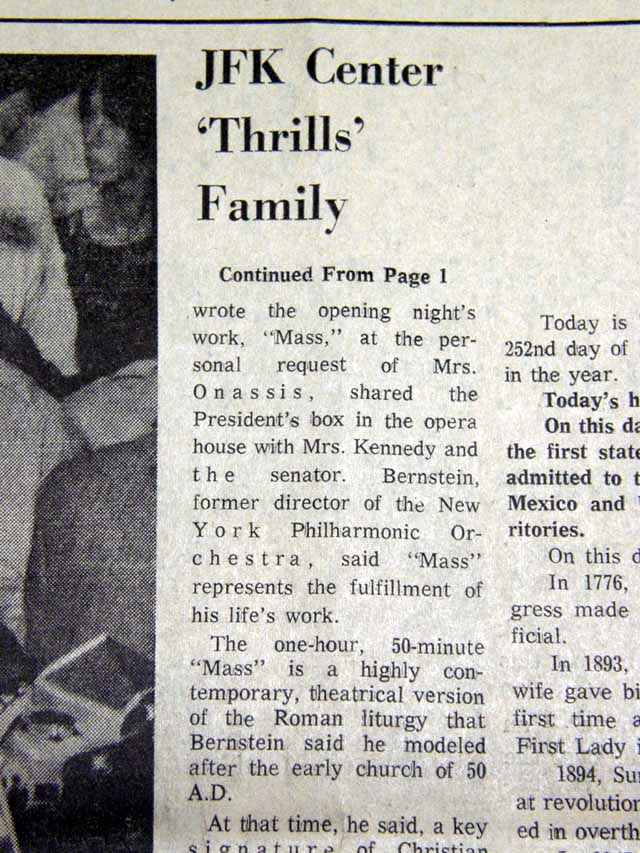 JFK Center
‘Thrills’
Family
Continued From Page 1
wrote the opening night's
work, “Mass,” at the per-
sonal request of Mrs.
Onassis, shared the
President's box in the opera
house with Mrs. Kennedy and
the senator. Bernstein,
former director of the New
York Philharmonic Or-
chestra, said “Mass”
represents the fulfillment of
his life's work.
The one-hour, 50-minute
“Mass” is a highly con-
temporary, theatrical version
of the Roman liturgy that
Bernstein said he modeled
after the early church of 50
A.D.
At that time, he said, a key
signature of Christian
Today is
252nd day of
in the year.
Today's h
On this da
the first state
admitted to t
Mexico and
ritories.
On this d
In 1776,
gress made
ficial.
In 1893,
wife gave bi
first time a
First Lady i
1894, Su
at revolution
ed in overth